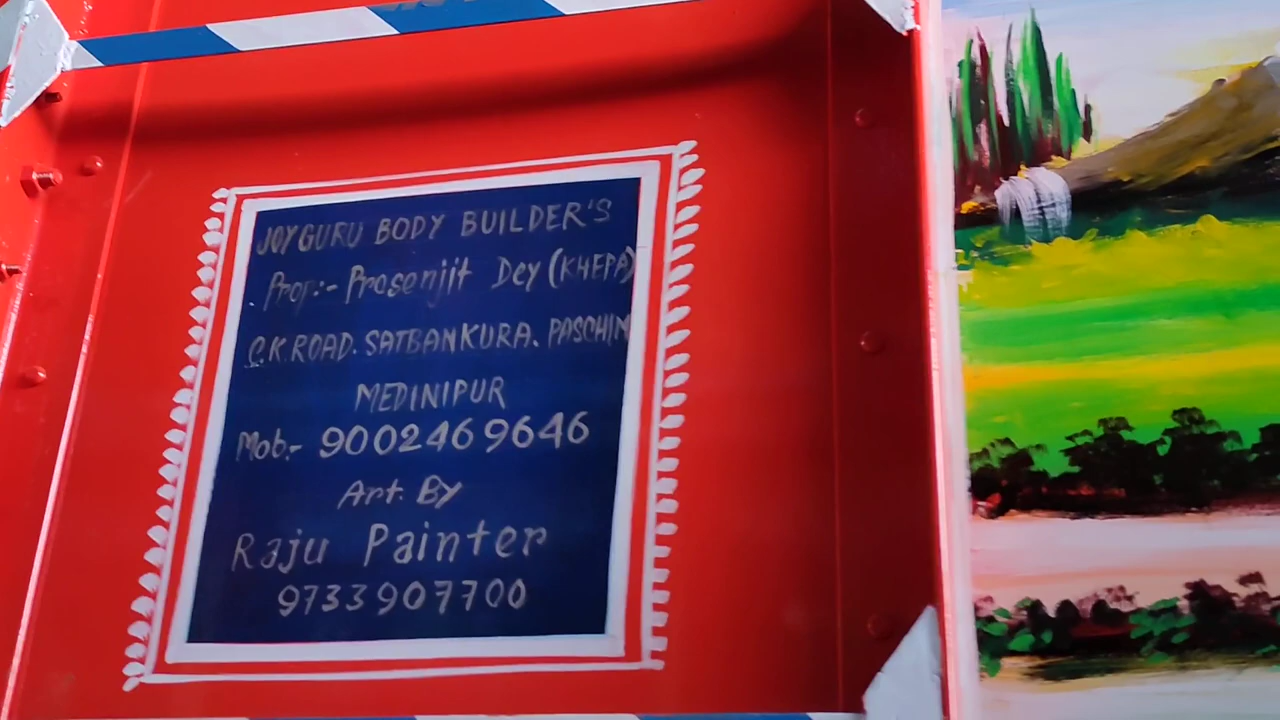 JOYGURU BODY BUILDER'S
Prop:- Prosenjit Dey (KHEPA)
C.K.ROAD. SATBANKURA. PASCHIM
MEDINIPUR
Mob:- 9002469646
Art. By
Raju Painter
9733907700